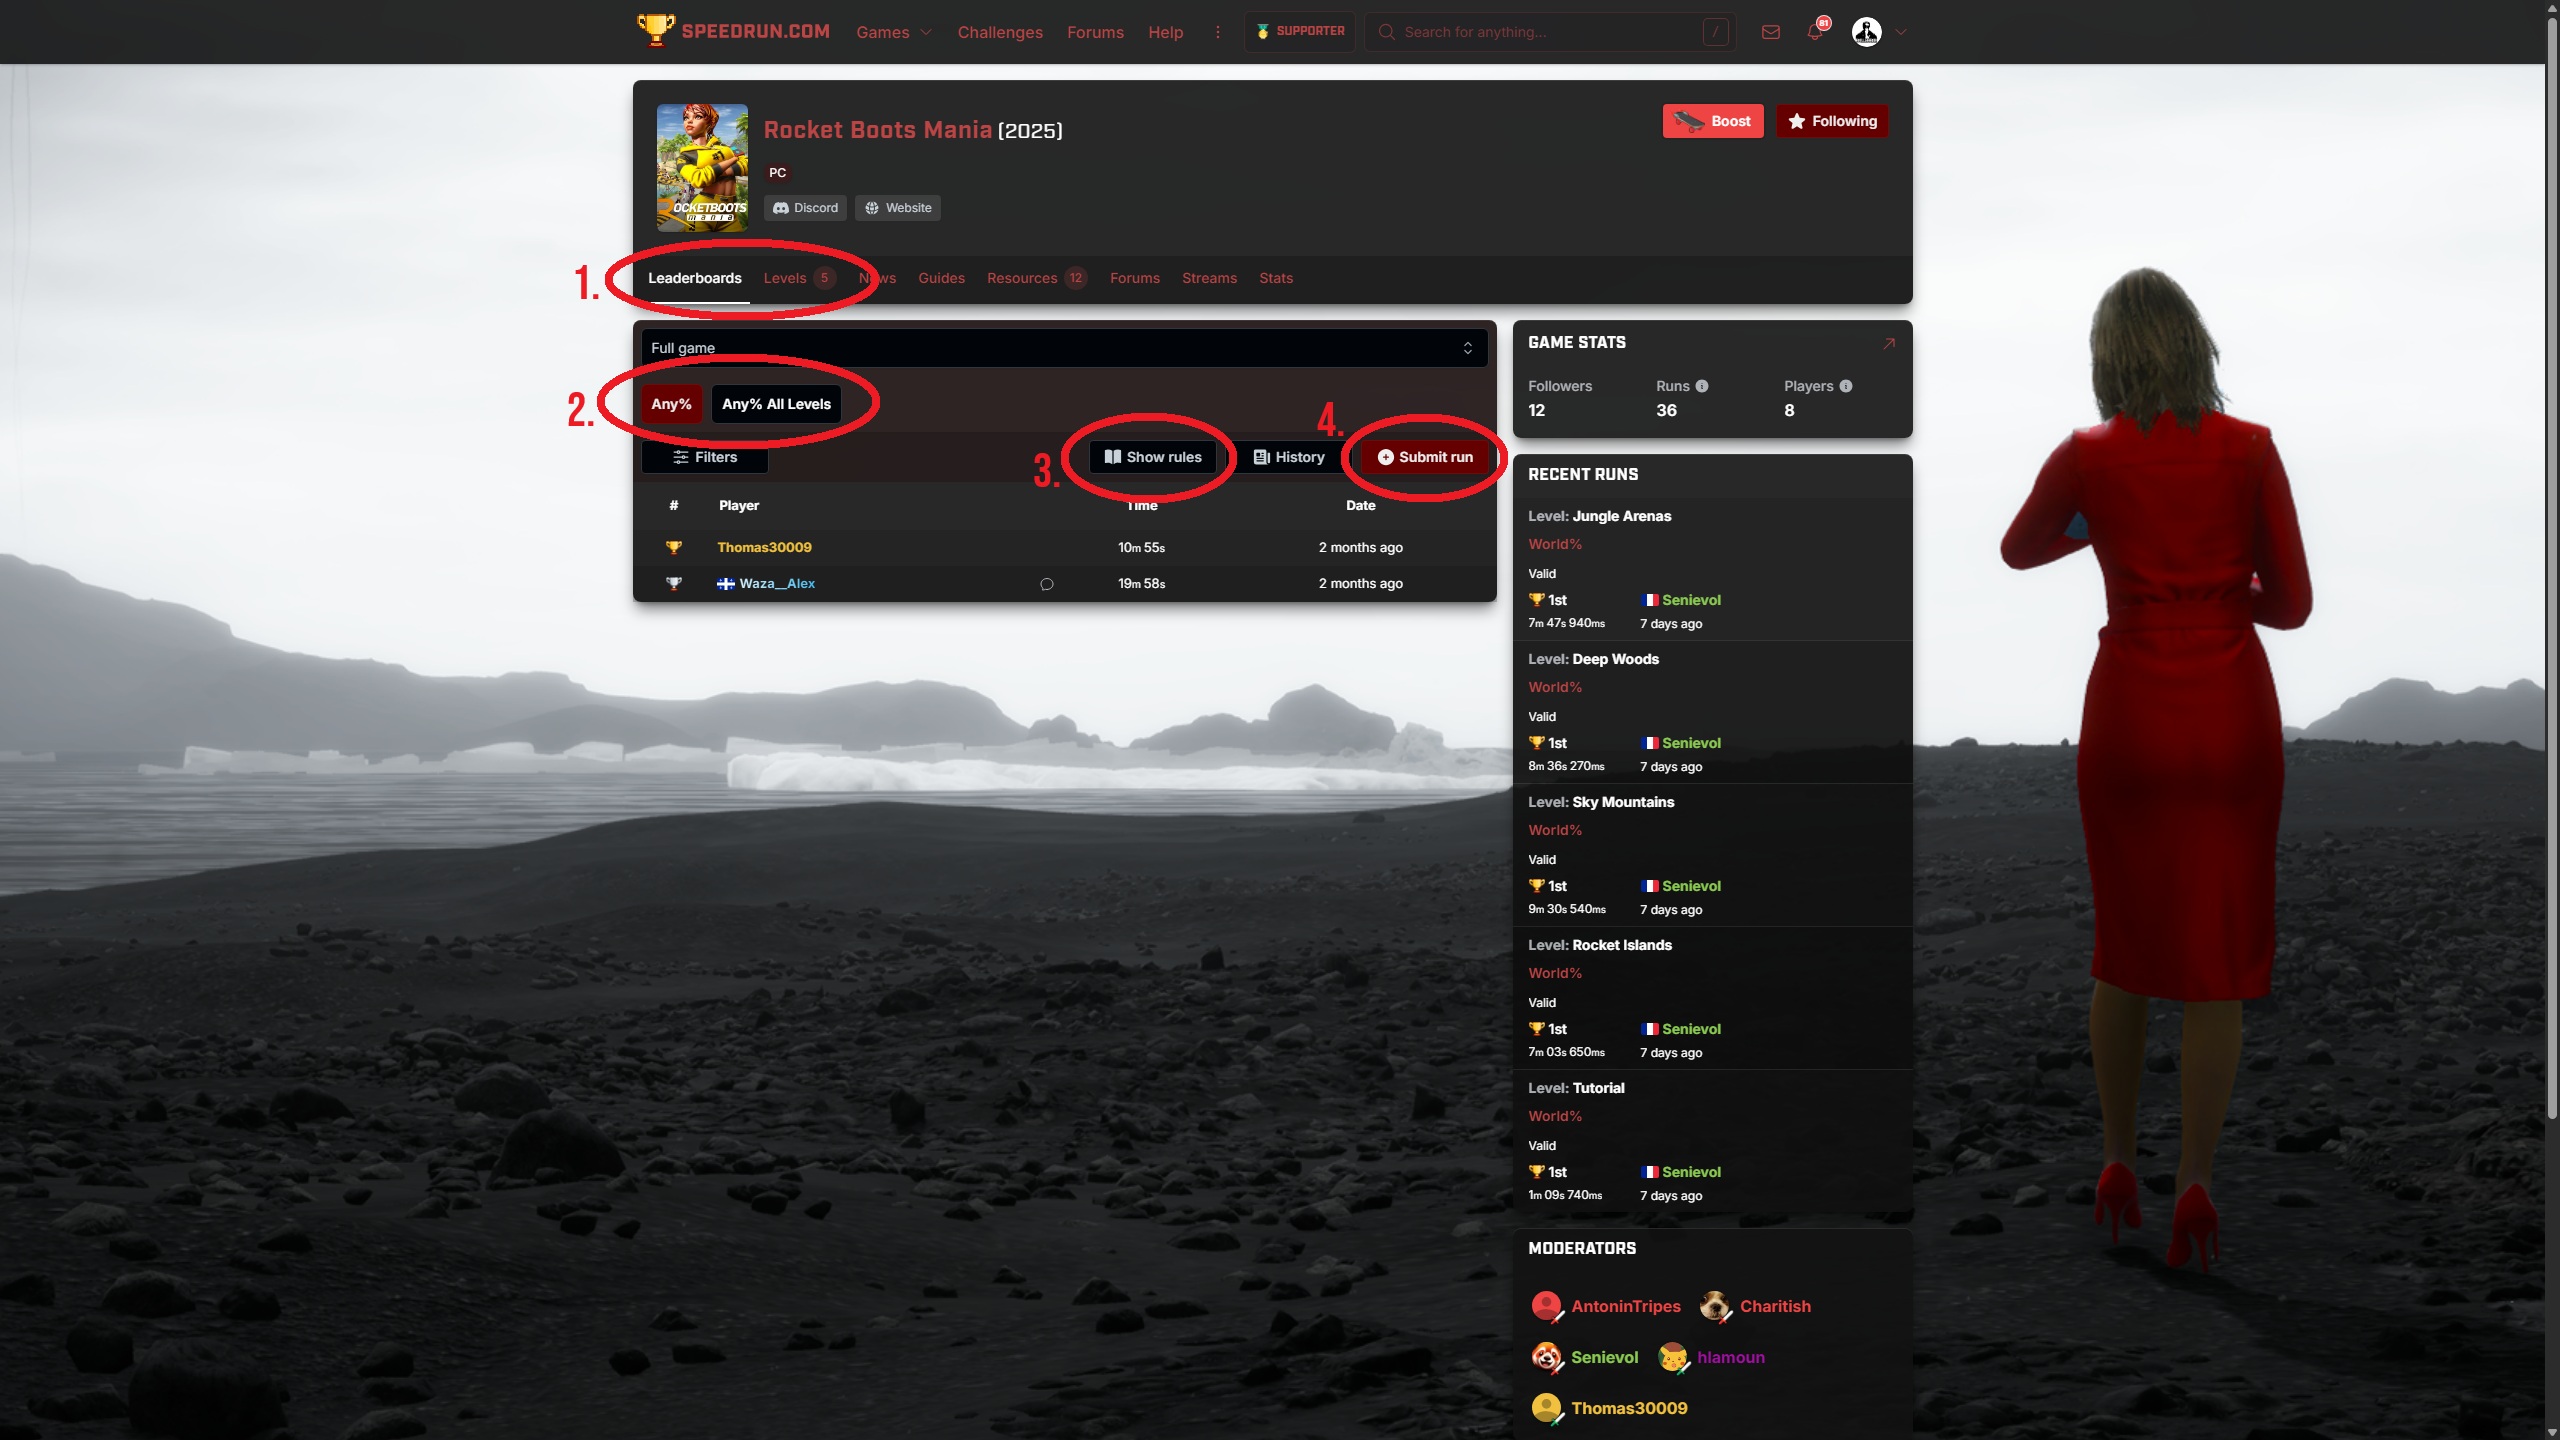 SPEEDRUN.COM Games Challenges Forums Help SUPPORTER Search for anything... / 81
Rocket Boots Mania (2025)
Boost Following
PC
Discord Website
ROCKETBOOTS
mania
1. Leaderboards Levels 5 News Guides Resources 12 Forums Streams Stats
Full game
2. Any% Any% All Levels
Filters 3. Show rules History 4. Submit run
# Player Time Date
Thomas30009 10m 55s 2 months ago
Waza__Alex 19m 58s 2 months ago
GAME STATS
Followers Runs Players
12 36 8
RECENT RUNS
Level: Jungle Arenas
World%
Valid
1st Senievol
7m 47s 940ms 7 days ago
Level: Deep Woods
World%
Valid
1st Senievol
8m 36s 270ms 7 days ago
Level: Sky Mountains
World%
Valid
1st Senievol
9m 30s 540ms 7 days ago
Level: Rocket Islands
World%
Valid
1st Senievol
7m 03s 650ms 7 days ago
Level: Tutorial
World%
Valid
1st Senievol
1m 09s 740ms 7 days ago
MODERATORS
AntoninTripes Charitish
Senievol hlamoun
Thomas30009